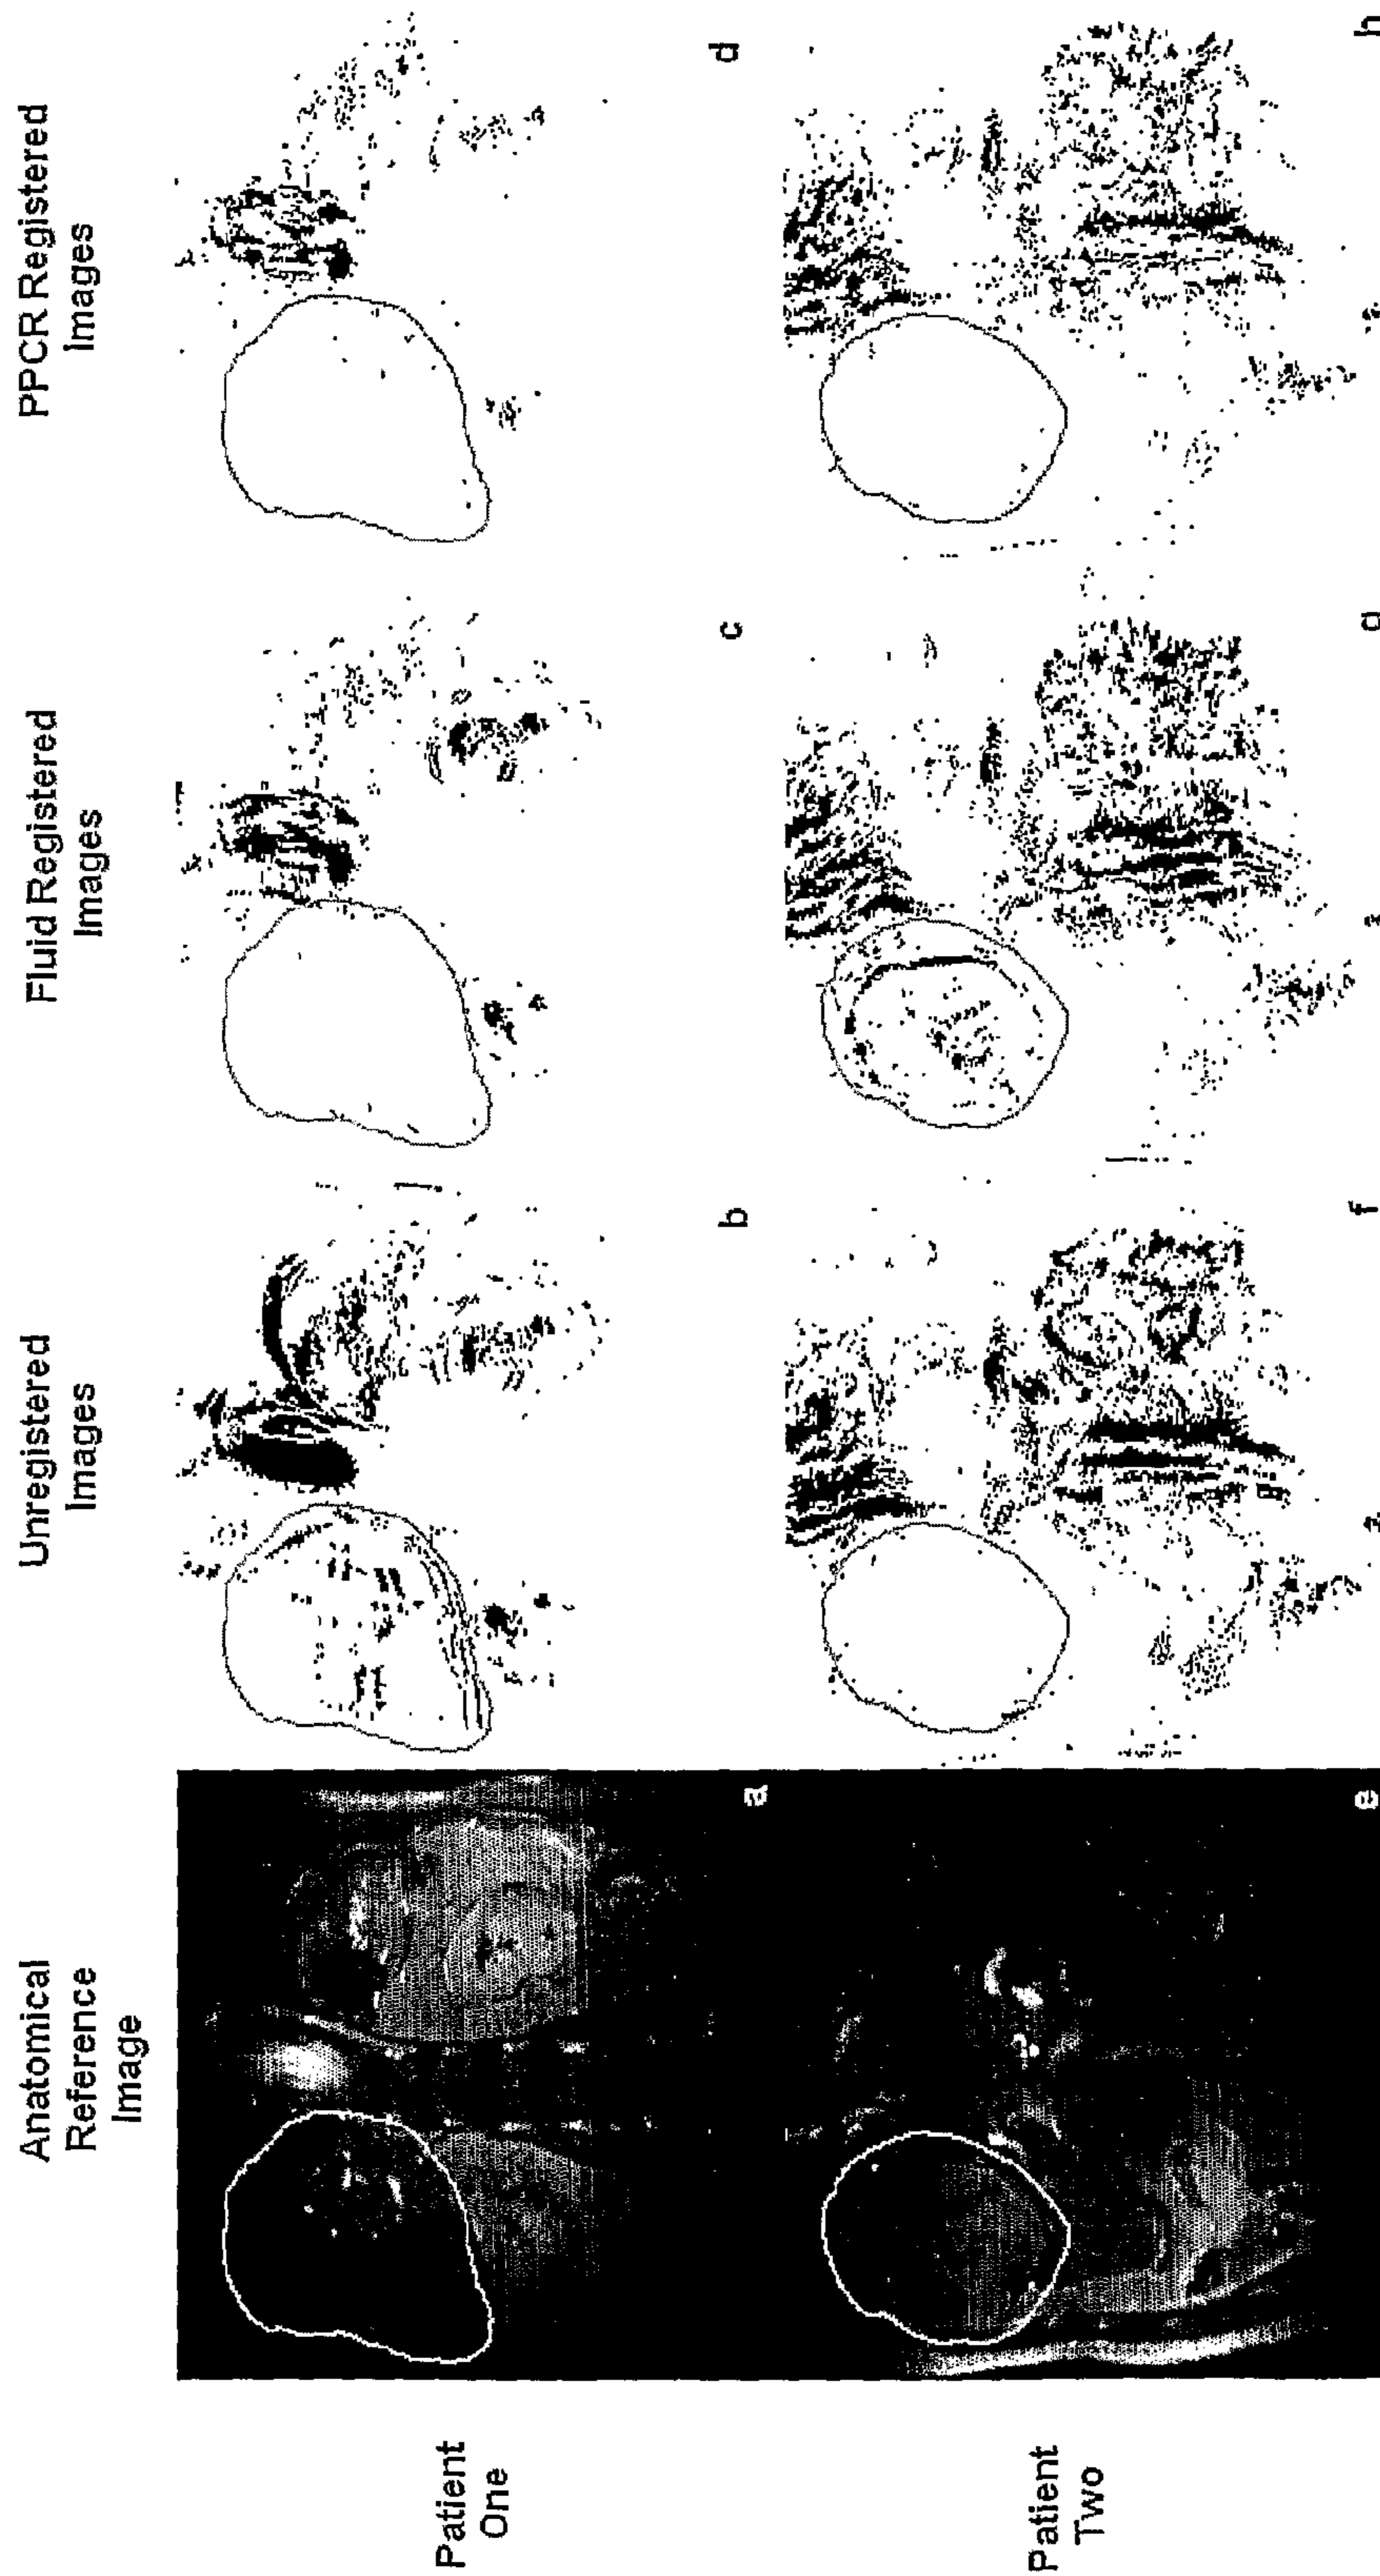 Anatomical
Reference
Image
Unregistered
Images
Fluid Registered
Images
PPCR Registered
Images
Patient
One
a
b
c
d
Patient
Two
e
f
g
h